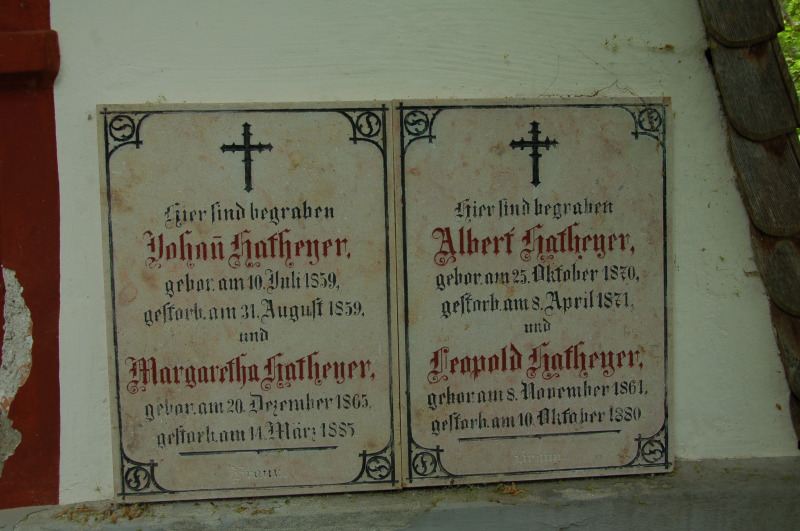 Hier sind begraben
Johañ Hatheyer,
gebor. am 10. Juli 1859,
gestorb. am 31. August 1859.
und
Margaretha Hatheyer,
gebor. am 20. Dezember 1865.
gestorb. am 14. März 1885
Hier sind begraben
Albert Hatheyer,
gebor. am 25. Oktober 1870,
gestorb. am 8. April 1871,
und
Leopold Hatheyer,
gebor am 8. November 1861,
gestorb. am 10. Oktober 1880